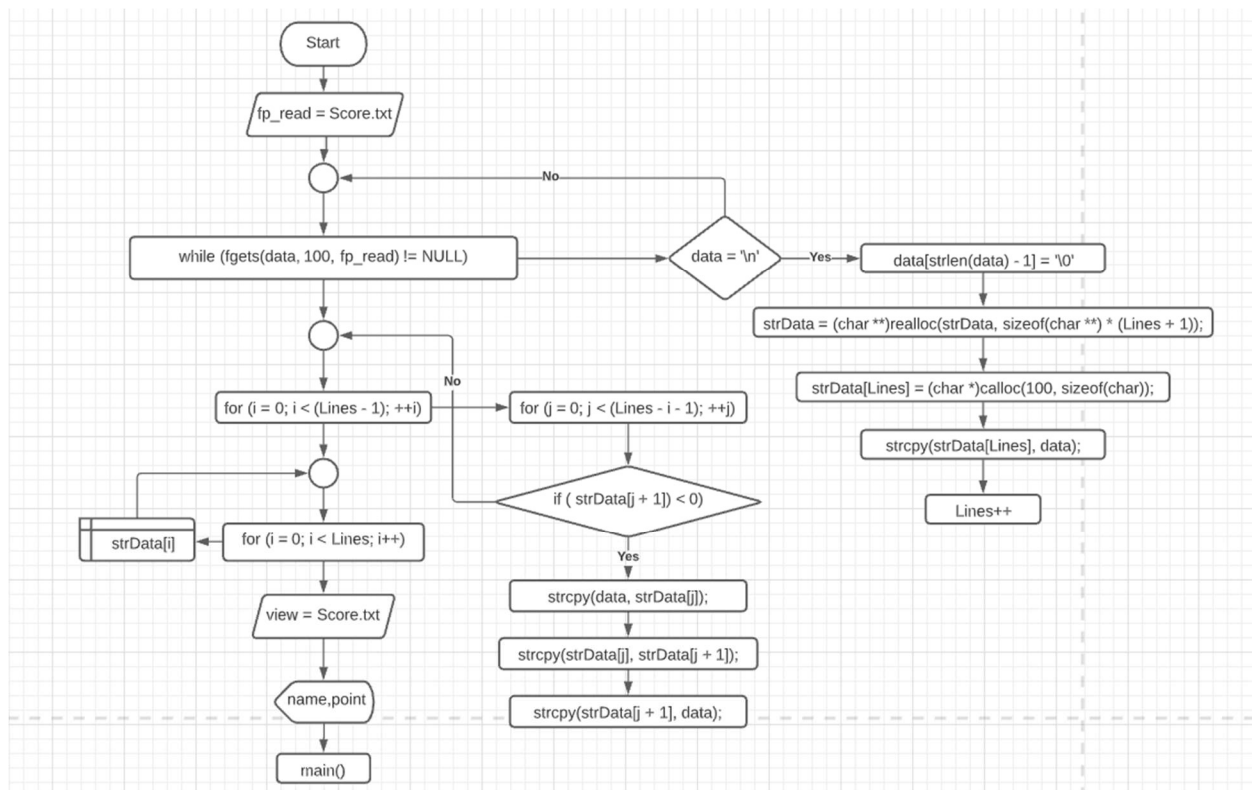 Start
fp_read = Score.txt
No
while (fgets(data, 100, fp_read) != NULL)
data = '\n'
Yes
data[strlen(data) - 1] = '\0'
strData = (char **)realloc(strData, sizeof(char **) * (Lines + 1));
strData[Lines] = (char *)calloc(100, sizeof(char));
strcpy(strData[Lines], data);
Lines++
No
for (i = 0; i < (Lines - 1); ++i)
for (j = 0; j < (Lines - i - 1); ++j)
if ( strData[j + 1]) < 0)
Yes
strcpy(data, strData[j]);
strcpy(strData[j], strData[j + 1]);
strcpy(strData[j + 1], data);
strData[i]
for (i = 0; i < Lines; i++)
view = Score.txt
name,point
main()